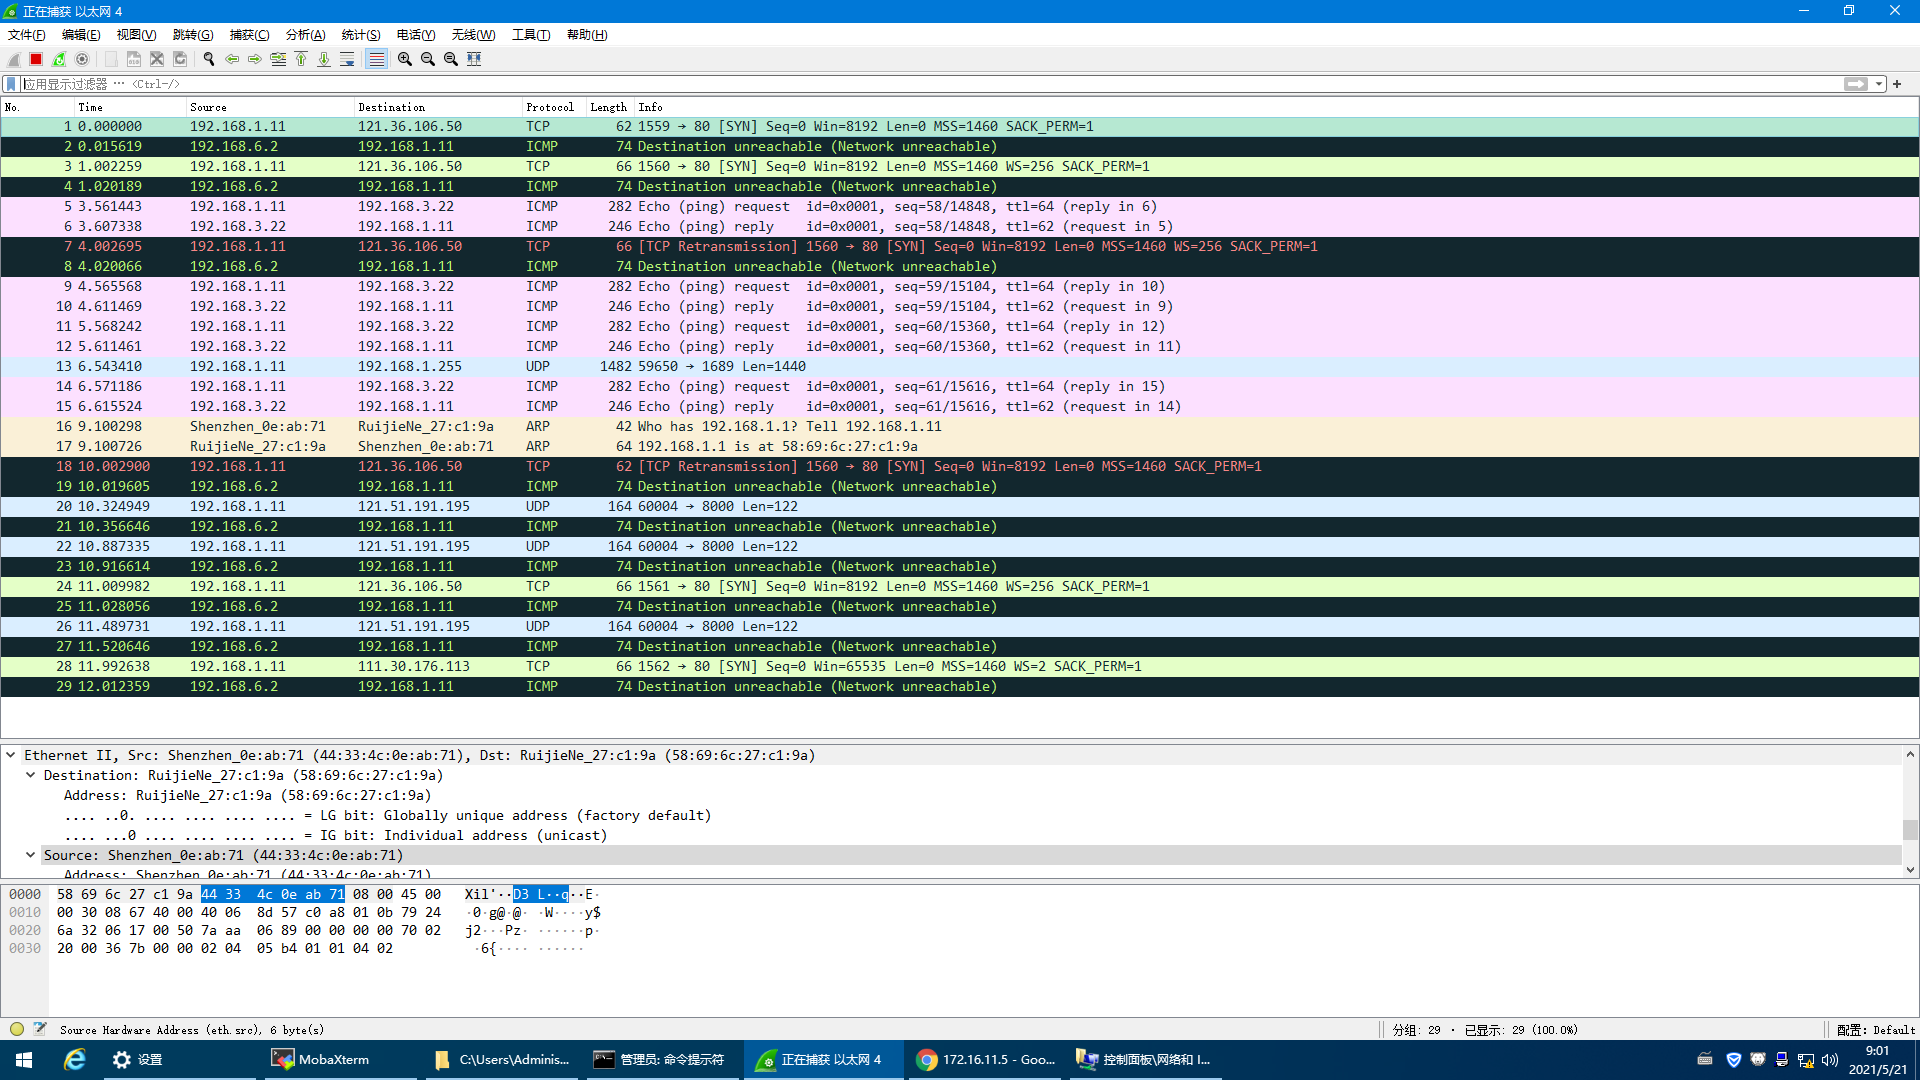 正在捕获 以太网 4
文件(F) 编辑(E) 视图(V) 跳转(G) 捕获(C) 分析(A) 统计(S) 电话(Y) 无线(W) 工具(T) 帮助(H)
应用显示过滤器 … <Ctrl-/>
No. Time Source Destination Protocol Length Info
1 0.000000 192.168.1.11 121.36.106.50 TCP 62 1559 → 80 [SYN] Seq=0 Win=8192 Len=0 MSS=1460 SACK_PERM=1
2 0.015619 192.168.6.2 192.168.1.11 ICMP 74 Destination unreachable (Network unreachable)
3 1.002259 192.168.1.11 121.36.106.50 TCP 66 1560 → 80 [SYN] Seq=0 Win=8192 Len=0 MSS=1460 WS=256 SACK_PERM=1
4 1.020189 192.168.6.2 192.168.1.11 ICMP 74 Destination unreachable (Network unreachable)
5 3.561443 192.168.1.11 192.168.3.22 ICMP 282 Echo (ping) request id=0x0001, seq=58/14848, ttl=64 (reply in 6)
6 3.607338 192.168.3.22 192.168.1.11 ICMP 246 Echo (ping) reply id=0x0001, seq=58/14848, ttl=62 (request in 5)
7 4.002695 192.168.1.11 121.36.106.50 TCP 66 [TCP Retransmission] 1560 → 80 [SYN] Seq=0 Win=8192 Len=0 MSS=1460 WS=256 SACK_PERM=1
8 4.020066 192.168.6.2 192.168.1.11 ICMP 74 Destination unreachable (Network unreachable)
9 4.565568 192.168.1.11 192.168.3.22 ICMP 282 Echo (ping) request id=0x0001, seq=59/15104, ttl=64 (reply in 10)
10 4.611469 192.168.3.22 192.168.1.11 ICMP 246 Echo (ping) reply id=0x0001, seq=59/15104, ttl=62 (request in 9)
11 5.568242 192.168.1.11 192.168.3.22 ICMP 282 Echo (ping) request id=0x0001, seq=60/15360, ttl=64 (reply in 12)
12 5.611461 192.168.3.22 192.168.1.11 ICMP 246 Echo (ping) reply id=0x0001, seq=60/15360, ttl=62 (request in 11)
13 6.543410 192.168.1.11 192.168.1.255 UDP 1482 59650 → 1689 Len=1440
14 6.571186 192.168.1.11 192.168.3.22 ICMP 282 Echo (ping) request id=0x0001, seq=61/15616, ttl=64 (reply in 15)
15 6.615524 192.168.3.22 192.168.1.11 ICMP 246 Echo (ping) reply id=0x0001, seq=61/15616, ttl=62 (request in 14)
16 9.100298 Shenzhen_0e:ab:71 RuijieNe_27:c1:9a ARP 42 Who has 192.168.1.1? Tell 192.168.1.11
17 9.100726 RuijieNe_27:c1:9a Shenzhen_0e:ab:71 ARP 64 192.168.1.1 is at 58:69:6c:27:c1:9a
18 10.002900 192.168.1.11 121.36.106.50 TCP 62 [TCP Retransmission] 1560 → 80 [SYN] Seq=0 Win=8192 Len=0 MSS=1460 SACK_PERM=1
19 10.019605 192.168.6.2 192.168.1.11 ICMP 74 Destination unreachable (Network unreachable)
20 10.324949 192.168.1.11 121.51.191.195 UDP 164 60004 → 8000 Len=122
21 10.356646 192.168.6.2 192.168.1.11 ICMP 74 Destination unreachable (Network unreachable)
22 10.887335 192.168.1.11 121.51.191.195 UDP 164 60004 → 8000 Len=122
23 10.916614 192.168.6.2 192.168.1.11 ICMP 74 Destination unreachable (Network unreachable)
24 11.009982 192.168.1.11 121.36.106.50 TCP 66 1561 → 80 [SYN] Seq=0 Win=8192 Len=0 MSS=1460 WS=256 SACK_PERM=1
25 11.028056 192.168.6.2 192.168.1.11 ICMP 74 Destination unreachable (Network unreachable)
26 11.489731 192.168.1.11 121.51.191.195 UDP 164 60004 → 8000 Len=122
27 11.520646 192.168.6.2 192.168.1.11 ICMP 74 Destination unreachable (Network unreachable)
28 11.992638 192.168.1.11 111.30.176.113 TCP 66 1562 → 80 [SYN] Seq=0 Win=65535 Len=0 MSS=1460 WS=2 SACK_PERM=1
29 12.012359 192.168.6.2 192.168.1.11 ICMP 74 Destination unreachable (Network unreachable)
Ethernet II, Src: Shenzhen_0e:ab:71 (44:33:4c:0e:ab:71), Dst: RuijieNe_27:c1:9a (58:69:6c:27:c1:9a)
Destination: RuijieNe_27:c1:9a (58:69:6c:27:c1:9a)
Address: RuijieNe_27:c1:9a (58:69:6c:27:c1:9a)
.... ..0. .... .... .... .... = LG bit: Globally unique address (factory default)
.... ...0 .... .... .... .... = IG bit: Individual address (unicast)
Source: Shenzhen_0e:ab:71 (44:33:4c:0e:ab:71)
Address: Shenzhen_0e:ab:71 (44:33:4c:0e:ab:71)
0000 58 69 6c 27 c1 9a 44 33 4c 0e ab 71 08 00 45 00 Xil'··D3 L··q··E·
0010 00 30 08 67 40 00 40 06 8d 57 c0 a8 01 0b 79 24 ·0·g@·@· ·W····y$
0020 6a 32 06 17 00 50 7a aa 06 89 00 00 00 00 70 02 j2···Pz· ······p·
0030 20 00 36 7b 00 00 02 04 05 b4 01 01 04 02 ·6{···· ······
Source Hardware Address (eth.src), 6 byte(s) 分组: 29 · 已显示: 29 (100.0%) 配置: Default
设置 MobaXterm C:\Users\Adminis... 管理员: 命令提示符 正在捕获 以太网 4 172.16.11.5 - Goo... 控制面板\网络和 I... 9:01
2021/5/21